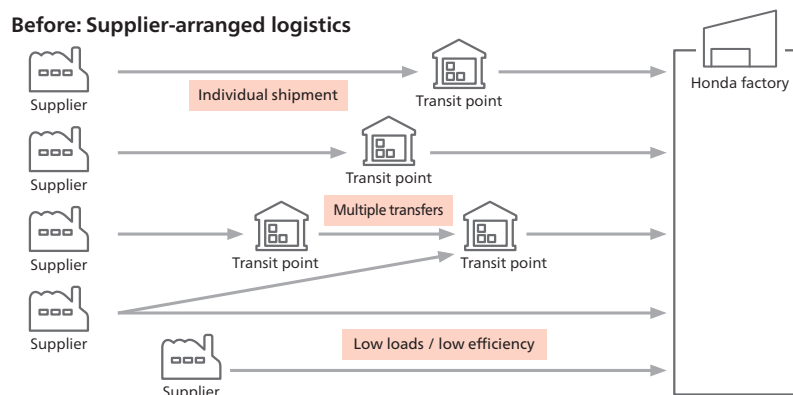 Before: Supplier-arranged logistics
Supplier
Individual shipment
Transit point
Honda factory
Supplier
Transit point
Supplier
Transit point
Multiple transfers
Transit point
Supplier
Low loads / low efficiency
Supplier